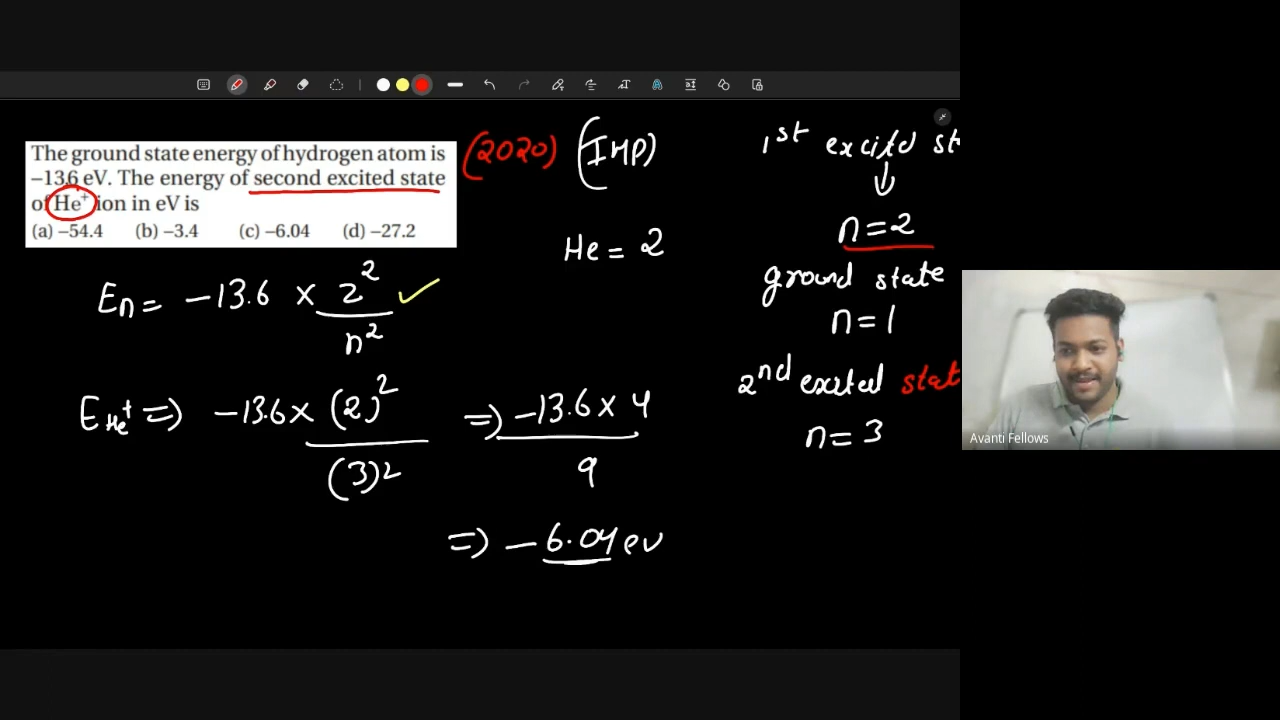 The ground state energy of hydrogen atom is
–13.6 eV. The energy of second excited state
of He⁺ ion in eV is
(a) –54.4 (b) –3.4 (c) –6.04 (d) –27.2
(2020) (IMP)
He = 2
Eₙ = –13.6 × z²/n²
E He⁺ => –13.6 × (2)²/(3)² => –13.6 × 4/9
=> –6.04 ev
1st excited st
↓
n=2
ground state
n=1
2nd excited stat
n=3
Avanti Fellows